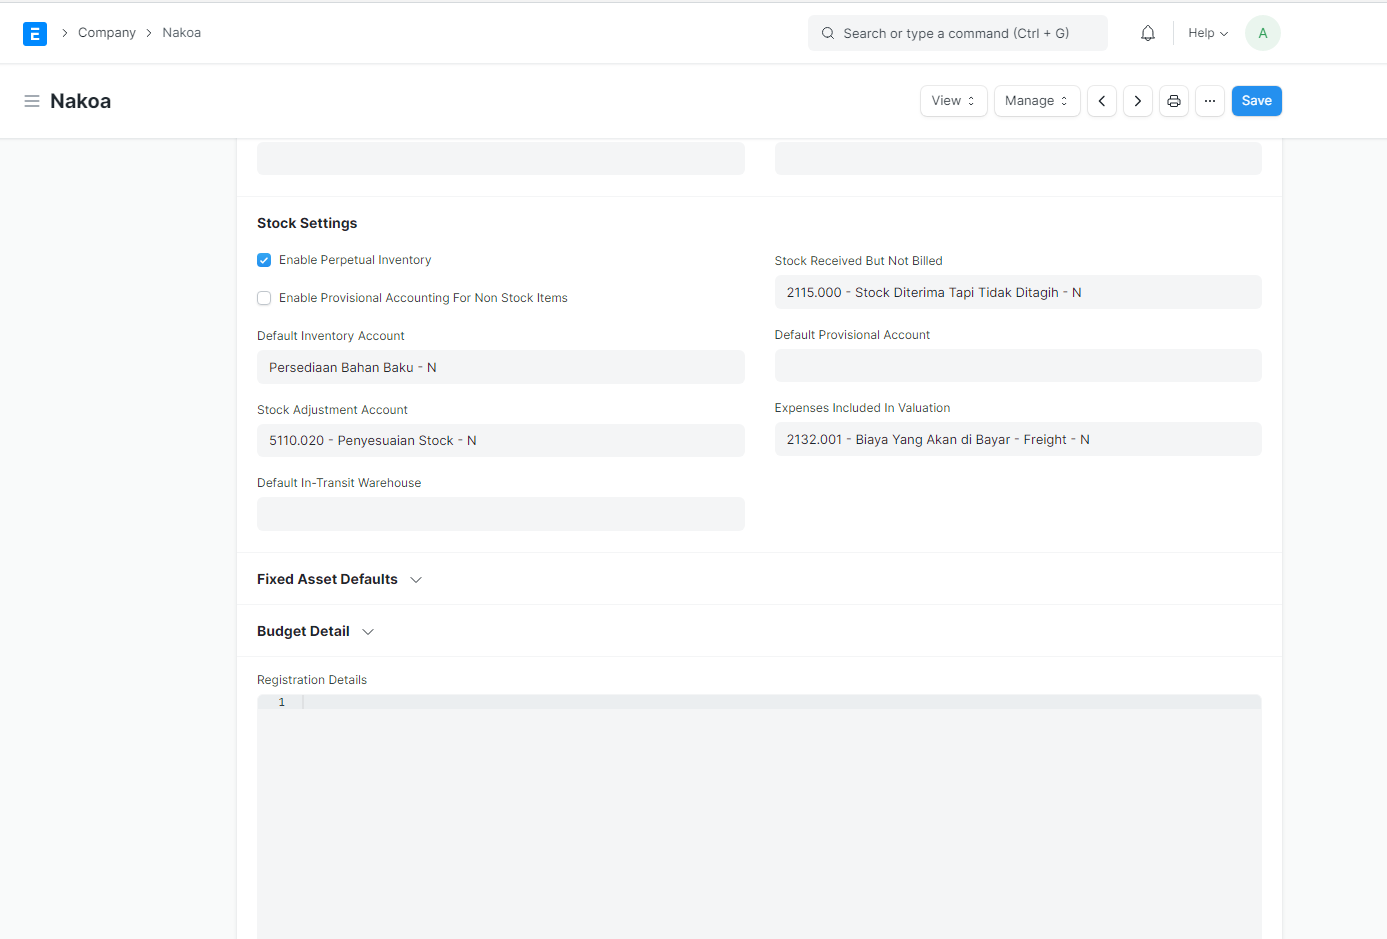 E
Company
Nakoa
Search or type a command (Ctrl + G)
Help
A
Nakoa
View
Manage
Save
Stock Settings
Enable Perpetual Inventory
Enable Provisional Accounting For Non Stock Items
Default Inventory Account
Persediaan Bahan Baku - N
Stock Adjustment Account
5110.020 - Penyesuaian Stock - N
Default In-Transit Warehouse
Stock Received But Not Billed
2115.000 - Stock Diterima Tapi Tidak Ditagih - N
Default Provisional Account
Expenses Included In Valuation
2132.001 - Biaya Yang Akan di Bayar - Freight - N
Fixed Asset Defaults
Budget Detail
Registration Details
1